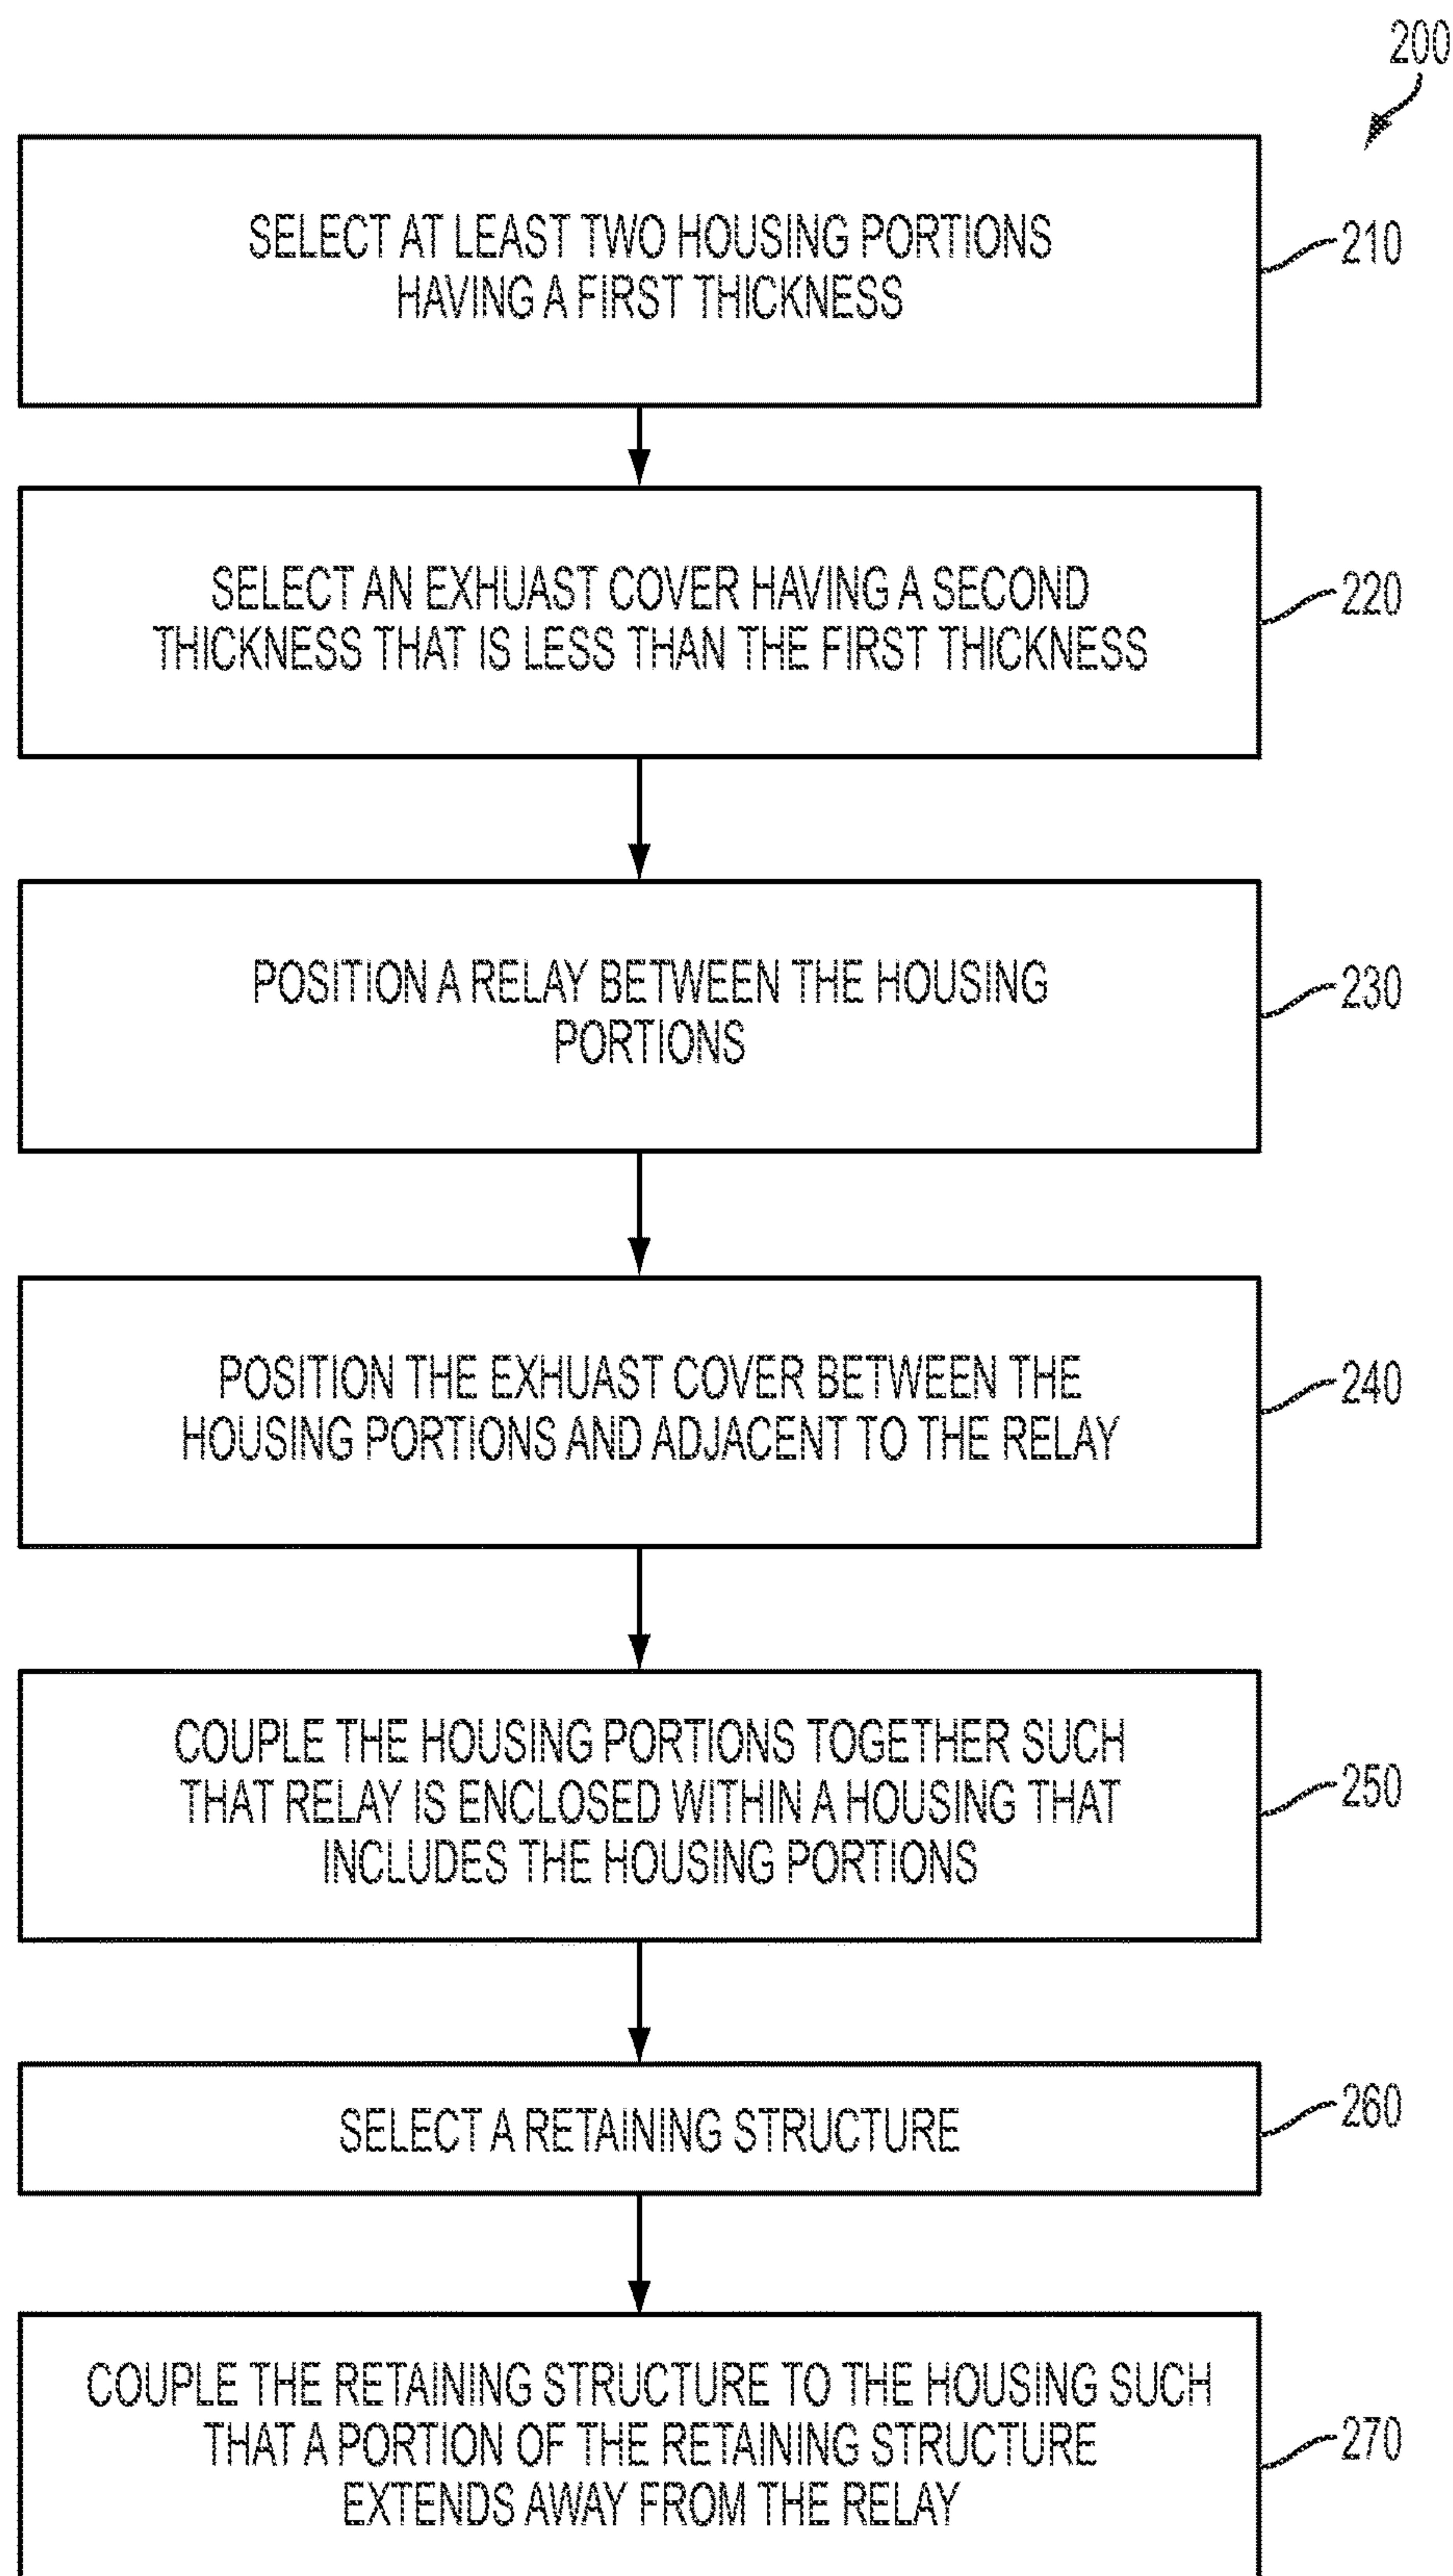 200
SELECT AT LEAST TWO HOUSING PORTIONS
HAVING A FIRST THICKNESS
210
SELECT AN EXHUAST COVER HAVING A SECOND
THICKNESS THAT IS LESS THAN THE FIRST THICKNESS
220
POSITION A RELAY BETWEEN THE HOUSING
PORTIONS
230
POSITION THE EXHUAST COVER BETWEEN THE
HOUSING PORTIONS AND ADJACENT TO THE RELAY
240
COUPLE THE HOUSING PORTIONS TOGETHER SUCH
THAT RELAY IS ENCLOSED WITHIN A HOUSING THAT
INCLUDES THE HOUSING PORTIONS
250
SELECT A RETAINING STRUCTURE
260
COUPLE THE RETAINING STRUCTURE TO THE HOUSING SUCH
THAT A PORTION OF THE RETAINING STRUCTURE
EXTENDS AWAY FROM THE RELAY
270